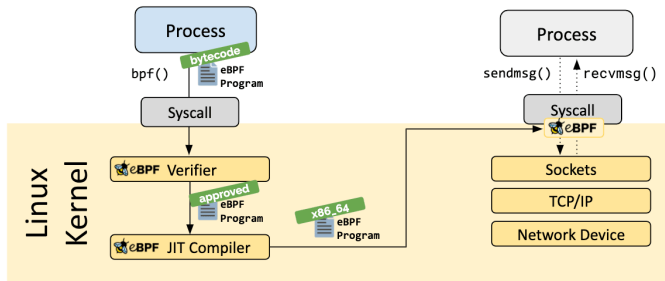 Process
bytecode
bpf()
eBPF
Program
Syscall
Linux
Kernel
eBPF Verifier
approved
eBPF
Program
eBPF JIT Compiler
x86_64
eBPF
Program
Process
sendmsg()
recvmsg()
Syscall
eBPF
Sockets
TCP/IP
Network Device